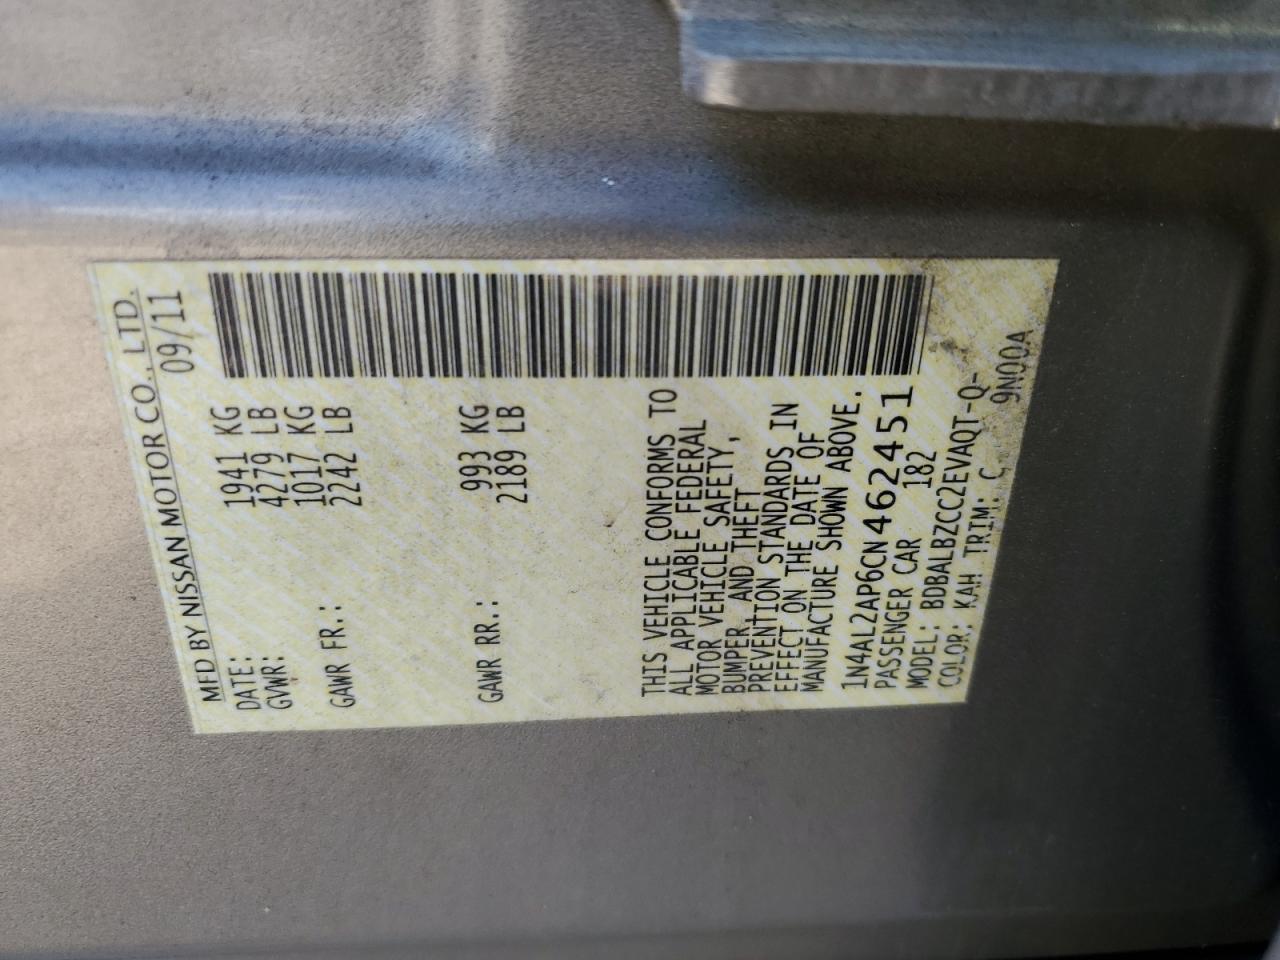 MFD BY NISSAN MOTOR CO., LTD.
DATE: 09/11
GVWR: 1941 KG
4279 LB
GAWR FR.: 1017 KG
2242 LB
GAWR RR.: 993 KG
2189 LB
THIS VEHICLE CONFORMS TO
ALL APPLICABLE FEDERAL
MOTOR VEHICLE SAFETY,
BUMPER, AND THEFT
PREVENTION STANDARDS IN
EFFECT ON THE DATE OF
MANUFACTURE SHOWN ABOVE.
1N4AL2AP6CN462451
PASSENGER CAR 182
MODEL: BDBALBZCC2EVAQT-Q-
COLOR: KAH TRIM: C 9N00A